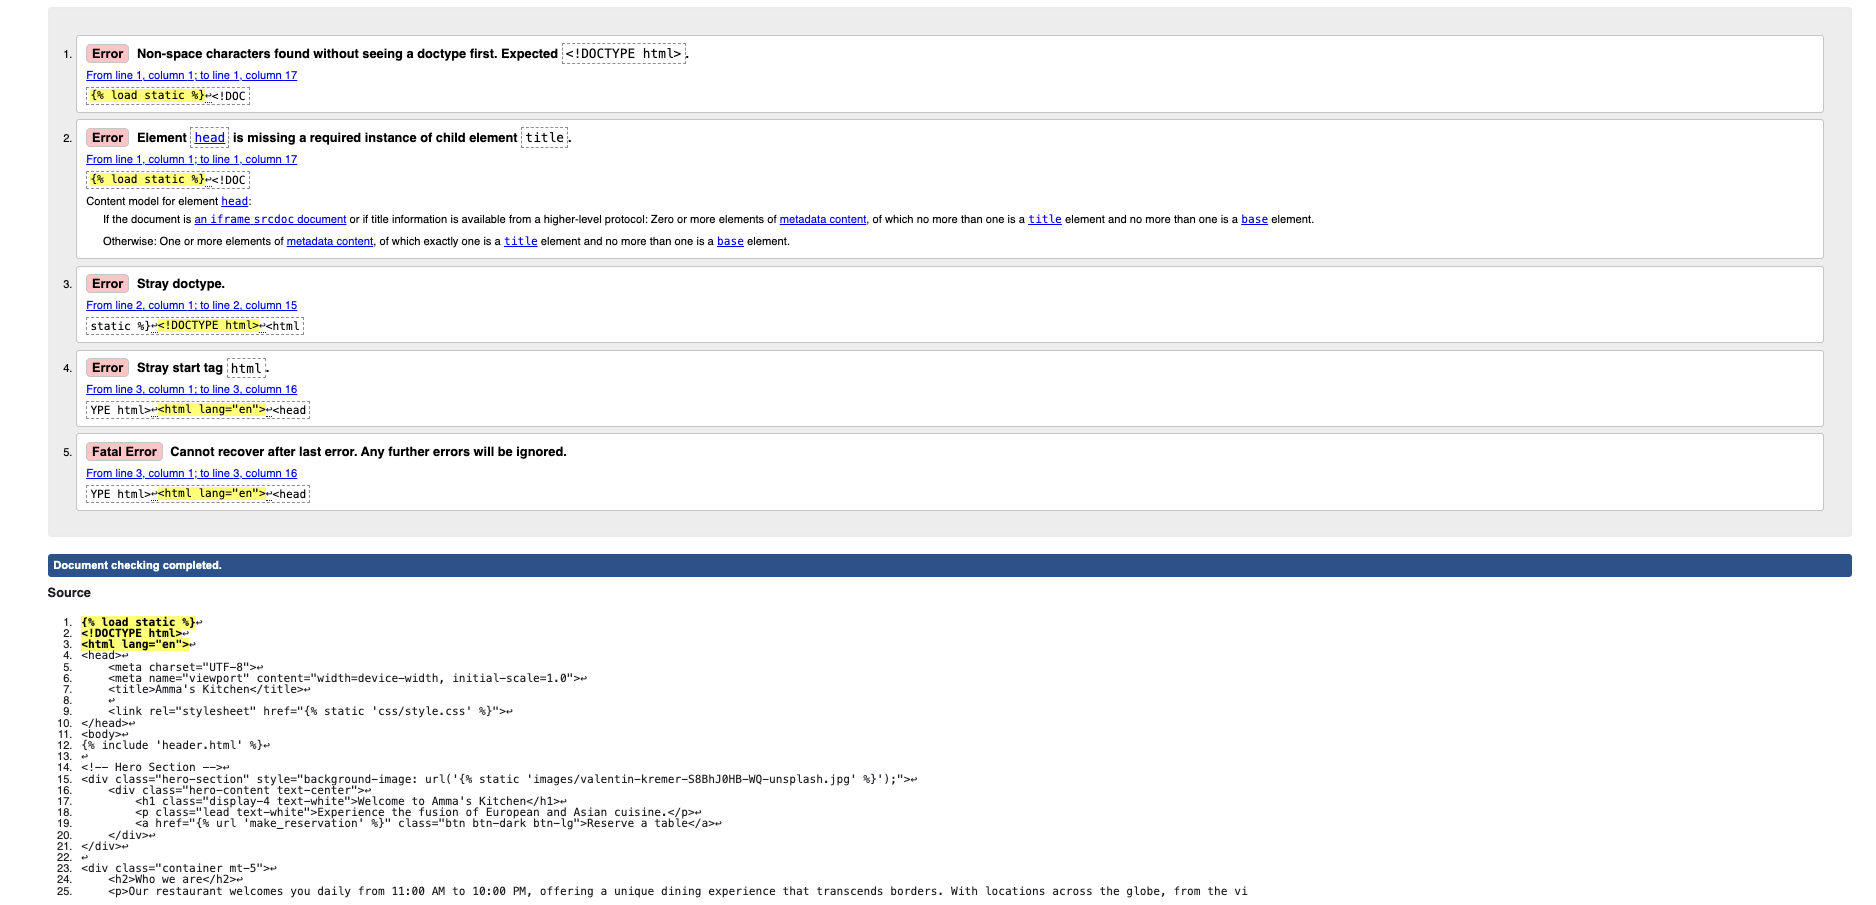 1. Error Non-space characters found without seeing a doctype first. Expected <!DOCTYPE html>.
From line 1, column 1; to line 1, column 17
{% load static %}↩<!DOC
2. Error Element head is missing a required instance of child element title.
From line 1, column 1; to line 1, column 17
{% load static %}↩<!DOC
Content model for element head:
If the document is an iframe srcdoc document or if title information is available from a higher-level protocol: Zero or more elements of metadata content, of which no more than one is a title element and no more than one is a base element.
Otherwise: One or more elements of metadata content, of which exactly one is a title element and no more than one is a base element.
3. Error Stray doctype.
From line 2, column 1; to line 2, column 15
static %}↩<!DOCTYPE html>↩<html
4. Error Stray start tag html.
From line 3, column 1; to line 3, column 16
YPE html>↩<html lang="en">↩<head
5. Fatal Error Cannot recover after last error. Any further errors will be ignored.
From line 3, column 1; to line 3, column 16
YPE html>↩<html lang="en">↩<head
Document checking completed.
Source
1. {% load static %}↩
2. <!DOCTYPE html>↩
3. <html lang="en">↩
4. <head>↩
5.     <meta charset="UTF-8">↩
6.     <meta name="viewport" content="width=device-width, initial-scale=1.0">↩
7.     <title>Amma's Kitchen</title>↩
8.     ↩
9.     <link rel="stylesheet" href="{% static 'css/style.css' %}">↩
10. </head>↩
11. <body>↩
12. {% include 'header.html' %}↩
13. ↩
14. <!-- Hero Section -->↩
15. <div class="hero-section" style="background-image: url('{% static 'images/valentin-kremer-S8BhJ0HB-WQ-unsplash.jpg' %}');">↩
16.     <div class="hero-content text-center">↩
17.         <h1 class="display-4 text-white">Welcome to Amma's Kitchen</h1>↩
18.         <p class="lead text-white">Experience the fusion of European and Asian cuisine.</p>↩
19.         <a href="{% url 'make_reservation' %}" class="btn btn-dark btn-lg">Reserve a table</a>↩
20.     </div>↩
21. </div>↩
22. ↩
23. <div class="container mt-5">↩
24.     <h2>Who we are</h2>↩
25.     <p>Our restaurant welcomes you daily from 11:00 AM to 10:00 PM, offering a unique dining experience that transcends borders. With locations across the globe, from the vi